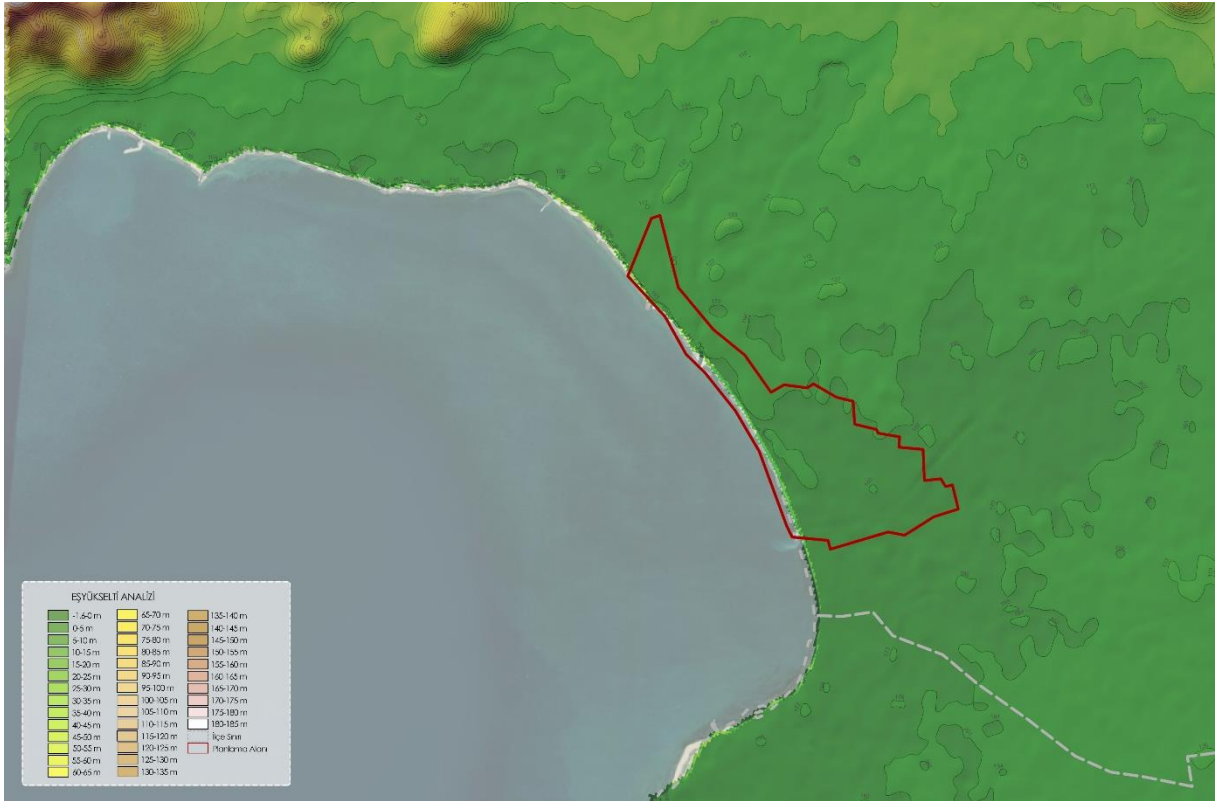 EŞYÜKSELTİ ANALİZİ
-1.6-0 m
0-5 m
5-10 m
10-15 m
15-20 m
20-25 m
25-30 m
30-35 m
35-40 m
40-45 m
45-50 m
50-55 m
55-60 m
60-65 m
65-70 m
70-75 m
75-80 m
80-85 m
85-90 m
90-95 m
95-100 m
100-105 m
105-110 m
110-115 m
115-120 m
120-125 m
125-130 m
130-135 m
135-140 m
140-145 m
145-150 m
150-155 m
155-160 m
160-165 m
165-170 m
170-175 m
175-180 m
180-185 m
İlçe Sınırı
Planlama Alanı